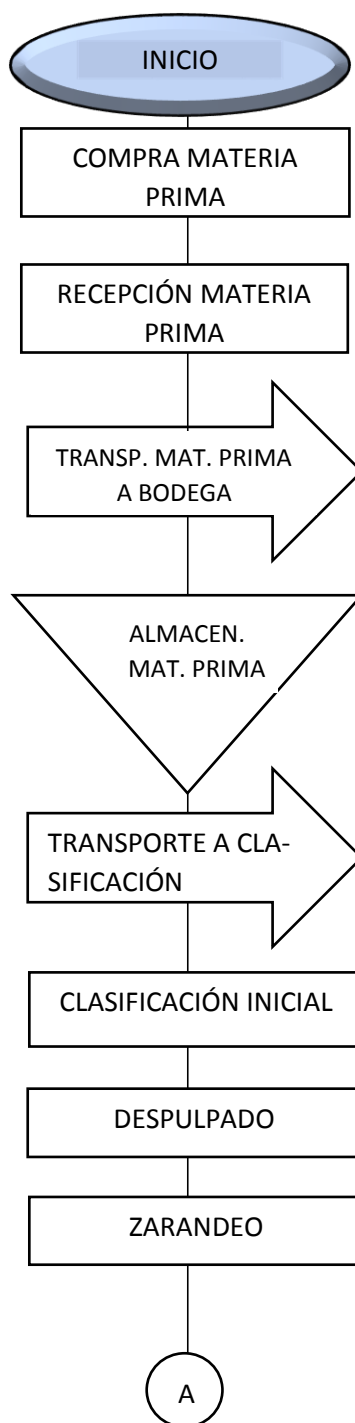 INICIO
COMPRA MATERIA
PRIMA
RECEPCIÓN MATERIA
PRIMA
TRANSP. MAT. PRIMA
A BODEGA
ALMACEN.
MAT. PRIMA
TRANSPORTE A CLA-
SIFICACIÓN
CLASIFICACIÓN INICIAL
DESPULPADO
ZARANDEO
A